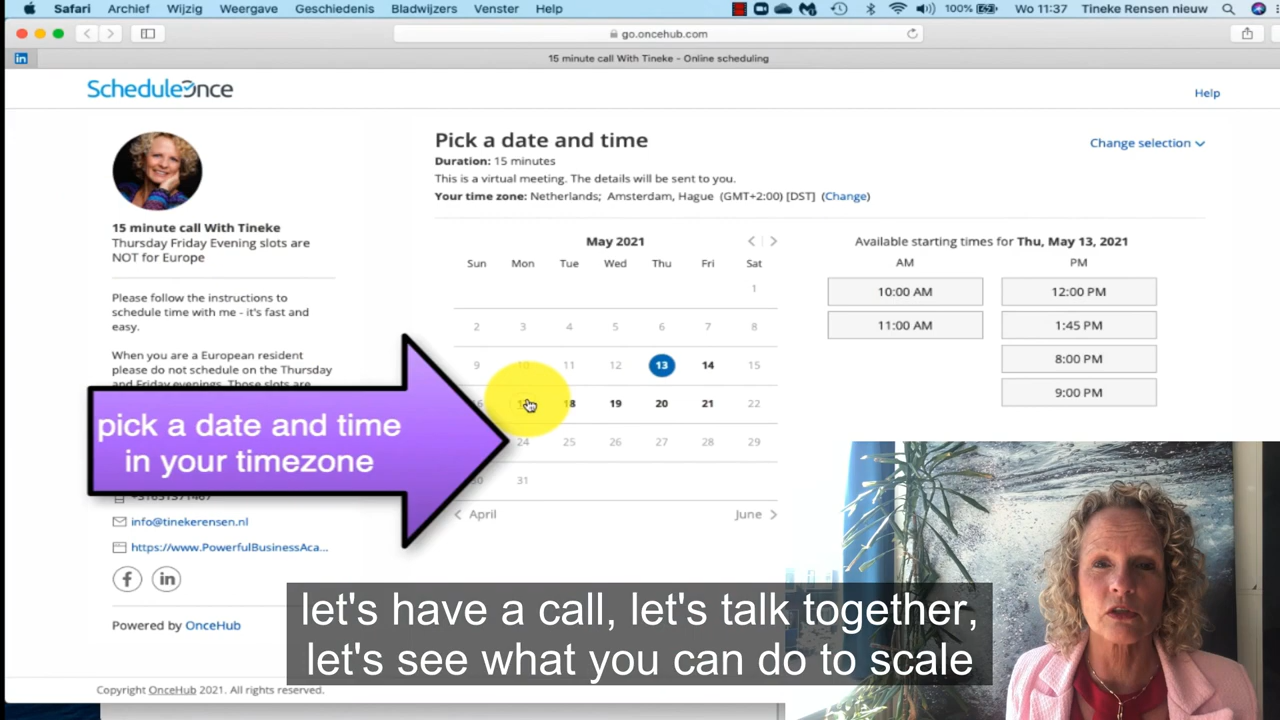 Safari Archief Wijzig Weergave Geschiedenis Bladwijzers Venster Help 100% Wo 11:37 Tineke Rensen nieuw
go.oncehub.com
in 15 minute call With Tineke - Online scheduling
ScheduleOnce
Help
Pick a date and time
Change selection
Duration: 15 minutes
This is a virtual meeting. The details will be sent to you.
Your time zone: Netherlands; Amsterdam, Hague (GMT+2:00) [DST] (Change)
15 minute call With Tineke
Thursday Friday Evening slots are
NOT for Europe
Please follow the instructions to
schedule time with me - it's fast and
easy.
When you are a European resident
please do not schedule on the Thursday
and Friday evenings. Those slots are
pick a date and time
in your timezone
info@tinekerensen.nl
https://www.PowerfulBusinessAca...
f in
Powered by OnceHub
May 2021
Sun Mon Tue Wed Thu Fri Sat
1
2 3 4 5 6 7 8
9 10 11 12 13 14 15
18 19 20 21 22
24 25 26 27 28 29
31
April June
Available starting times for Thu, May 13, 2021
AM PM
10:00 AM 12:00 PM
11:00 AM 1:45 PM
8:00 PM
9:00 PM
let's have a call, let's talk together,
let's see what you can do to scale
Copyright OnceHub 2021. All rights reserved.